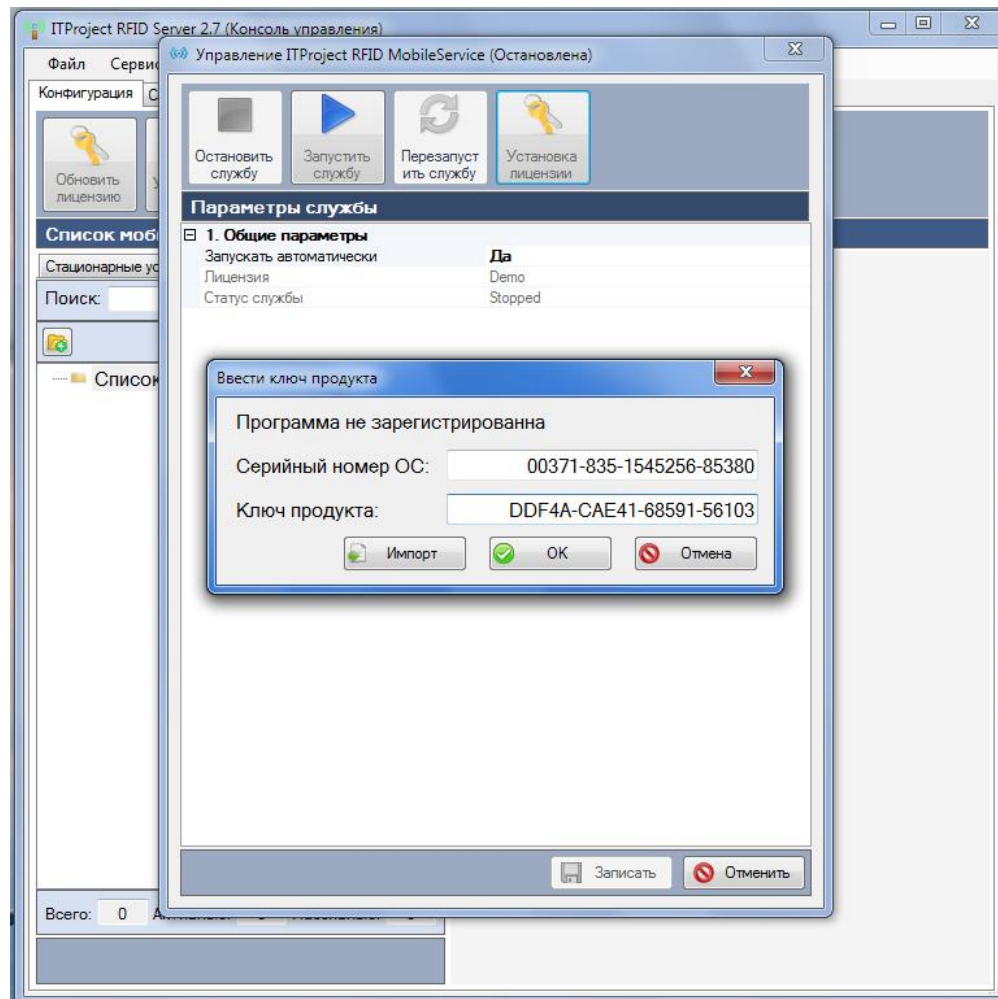 ITProject RFID Server 2.7 (Консоль управления)
Управление ITProject RFID MobileService (Остановлена)
Файл
Конфигурация
Обновить
лицензию
Список
Стационарные
Поиск:
Список
Всего: 0
Остановить
службу
Запустить
службу
Перезапуст
ить службу
Установка
лицензии
Параметры службы
1. Общие параметры
Запускать автоматически Да
Лицензия Demo
Статус службы Stopped
Ввести ключ продукта
Программа не зарегистрированна
Серийный номер ОС: 00371-835-1545256-85380
Ключ продукта: DDF4A-CAE41-68591-56103
Импорт OK Отмена
Записать Отменить